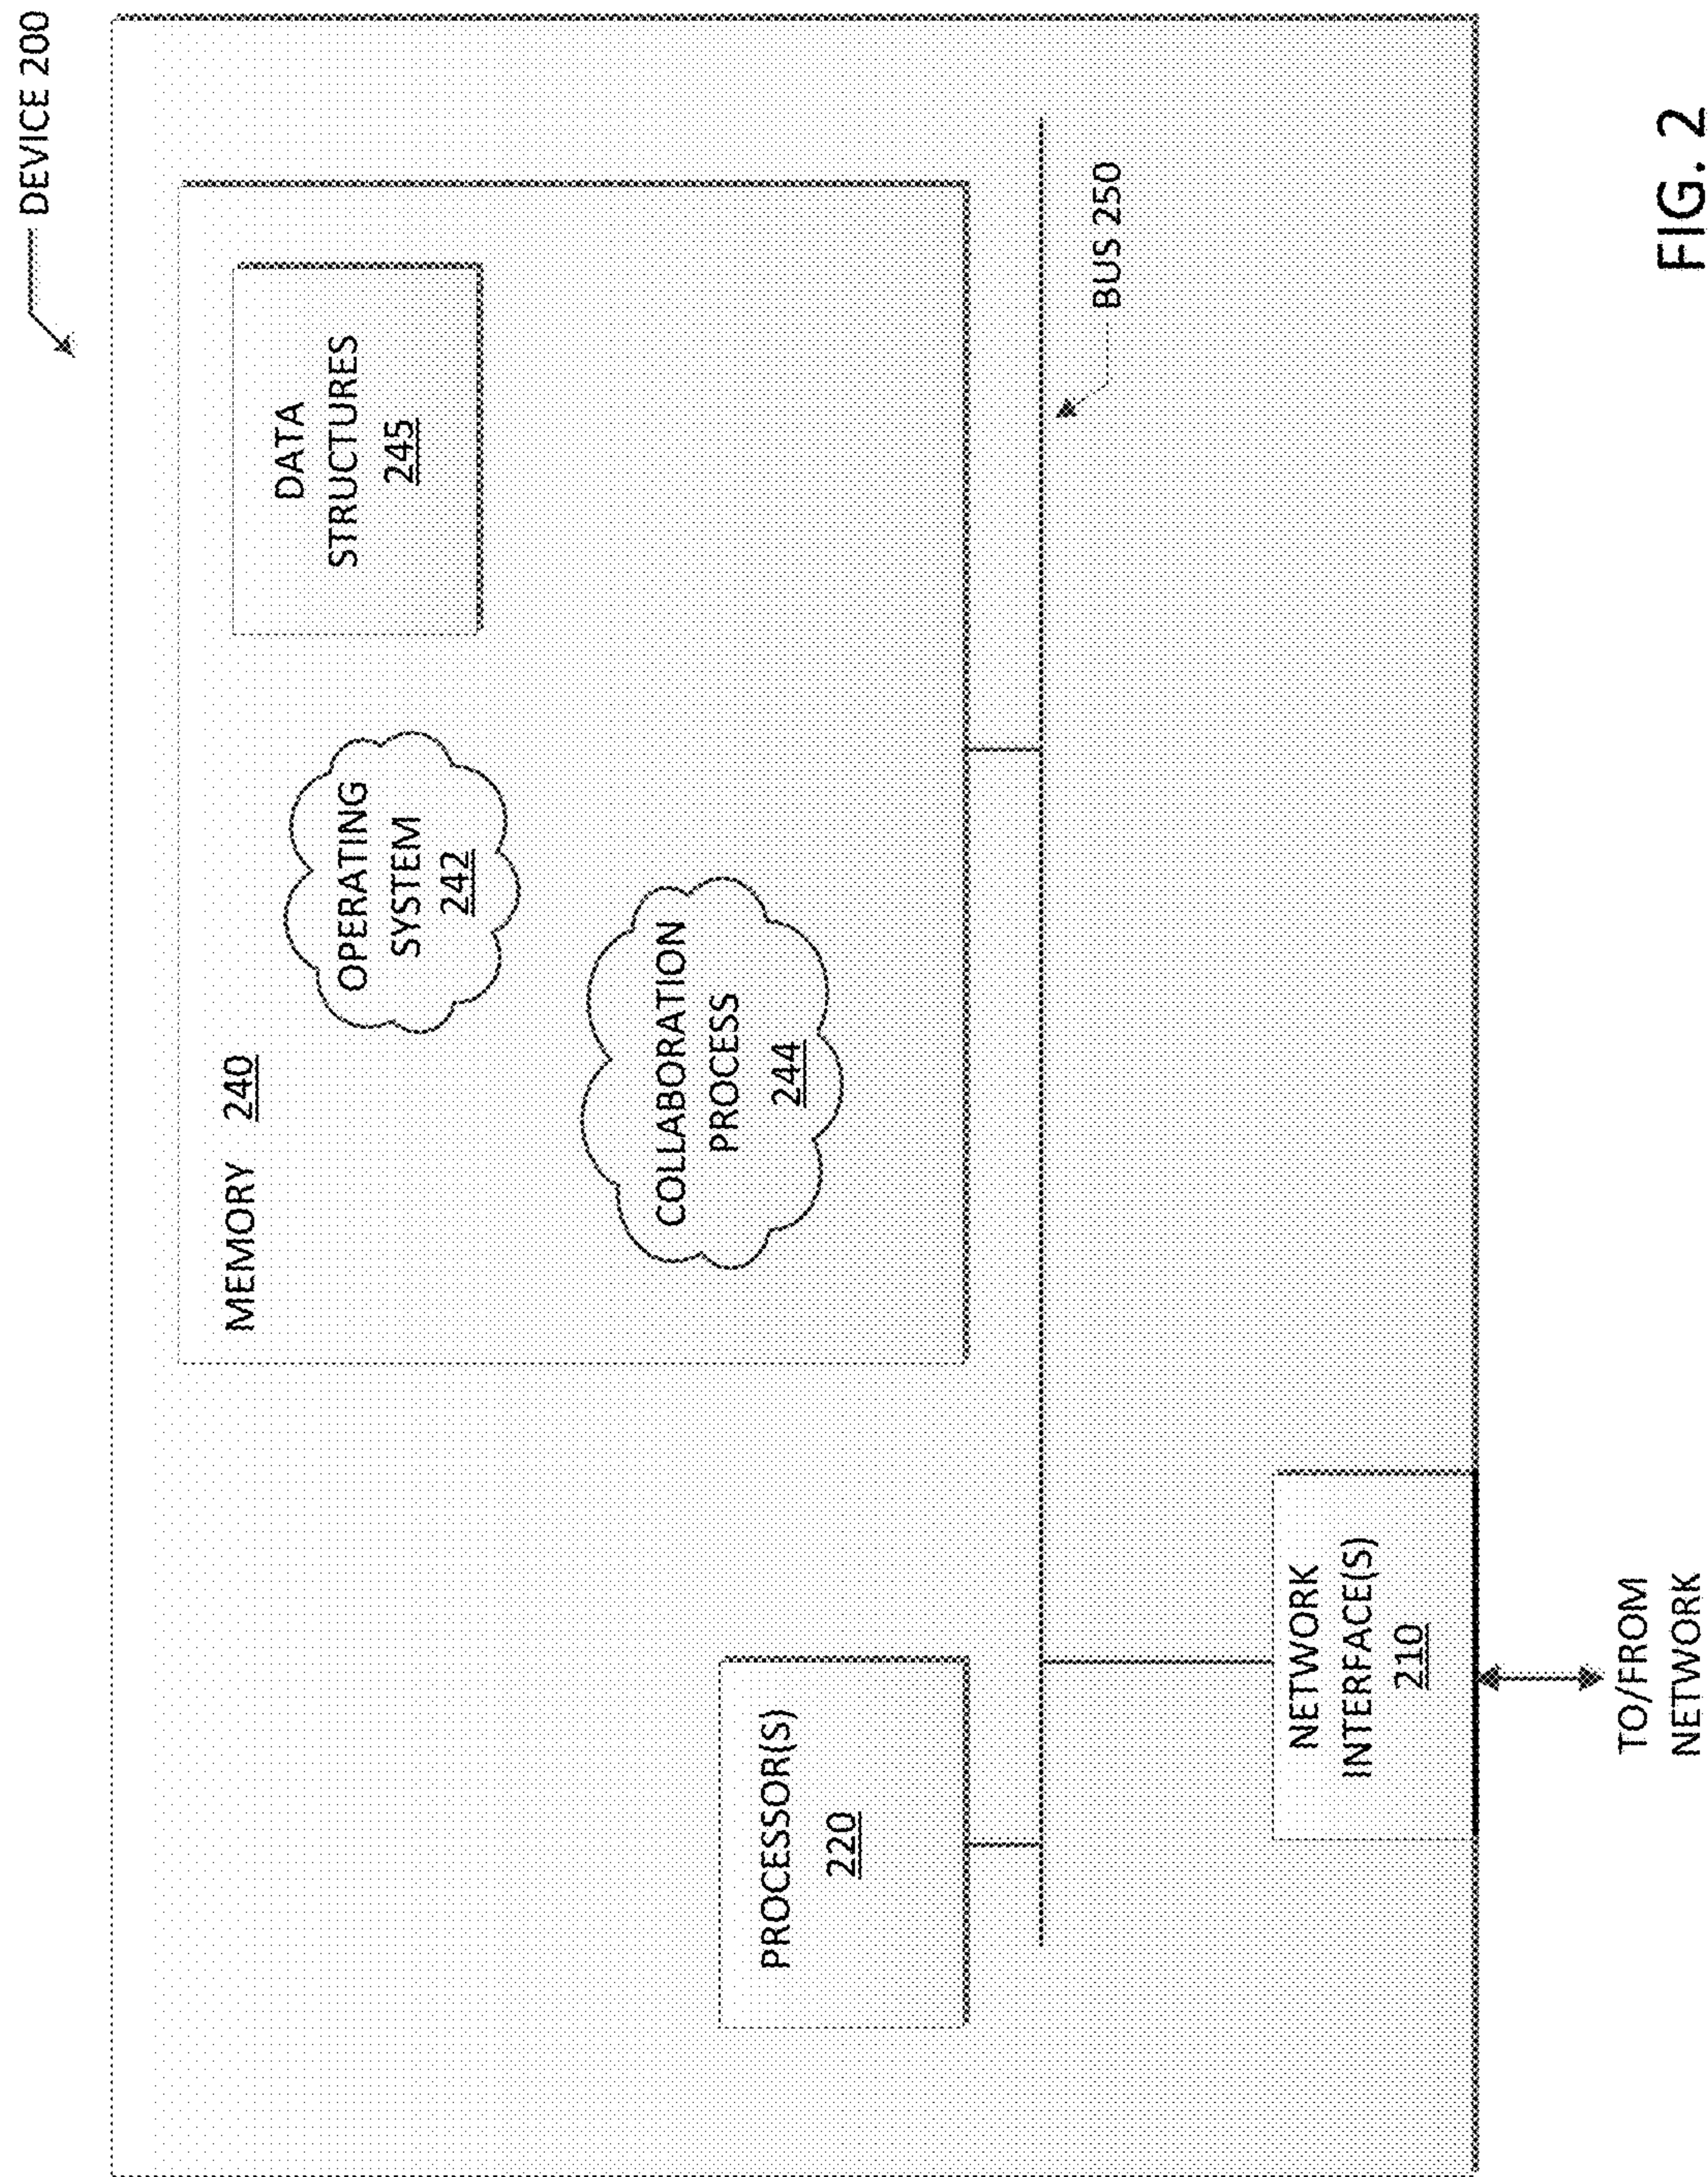 DEVICE 200
MEMORY 240
OPERATING
SYSTEM
242
DATA
STRUCTURES
245
COLLABORATION
PROCESS
244
PROCESSOR(S)
220
BUS 250
NETWORK
INTERFACE(S)
210
TO/FROM
NETWORK
FIG. 2